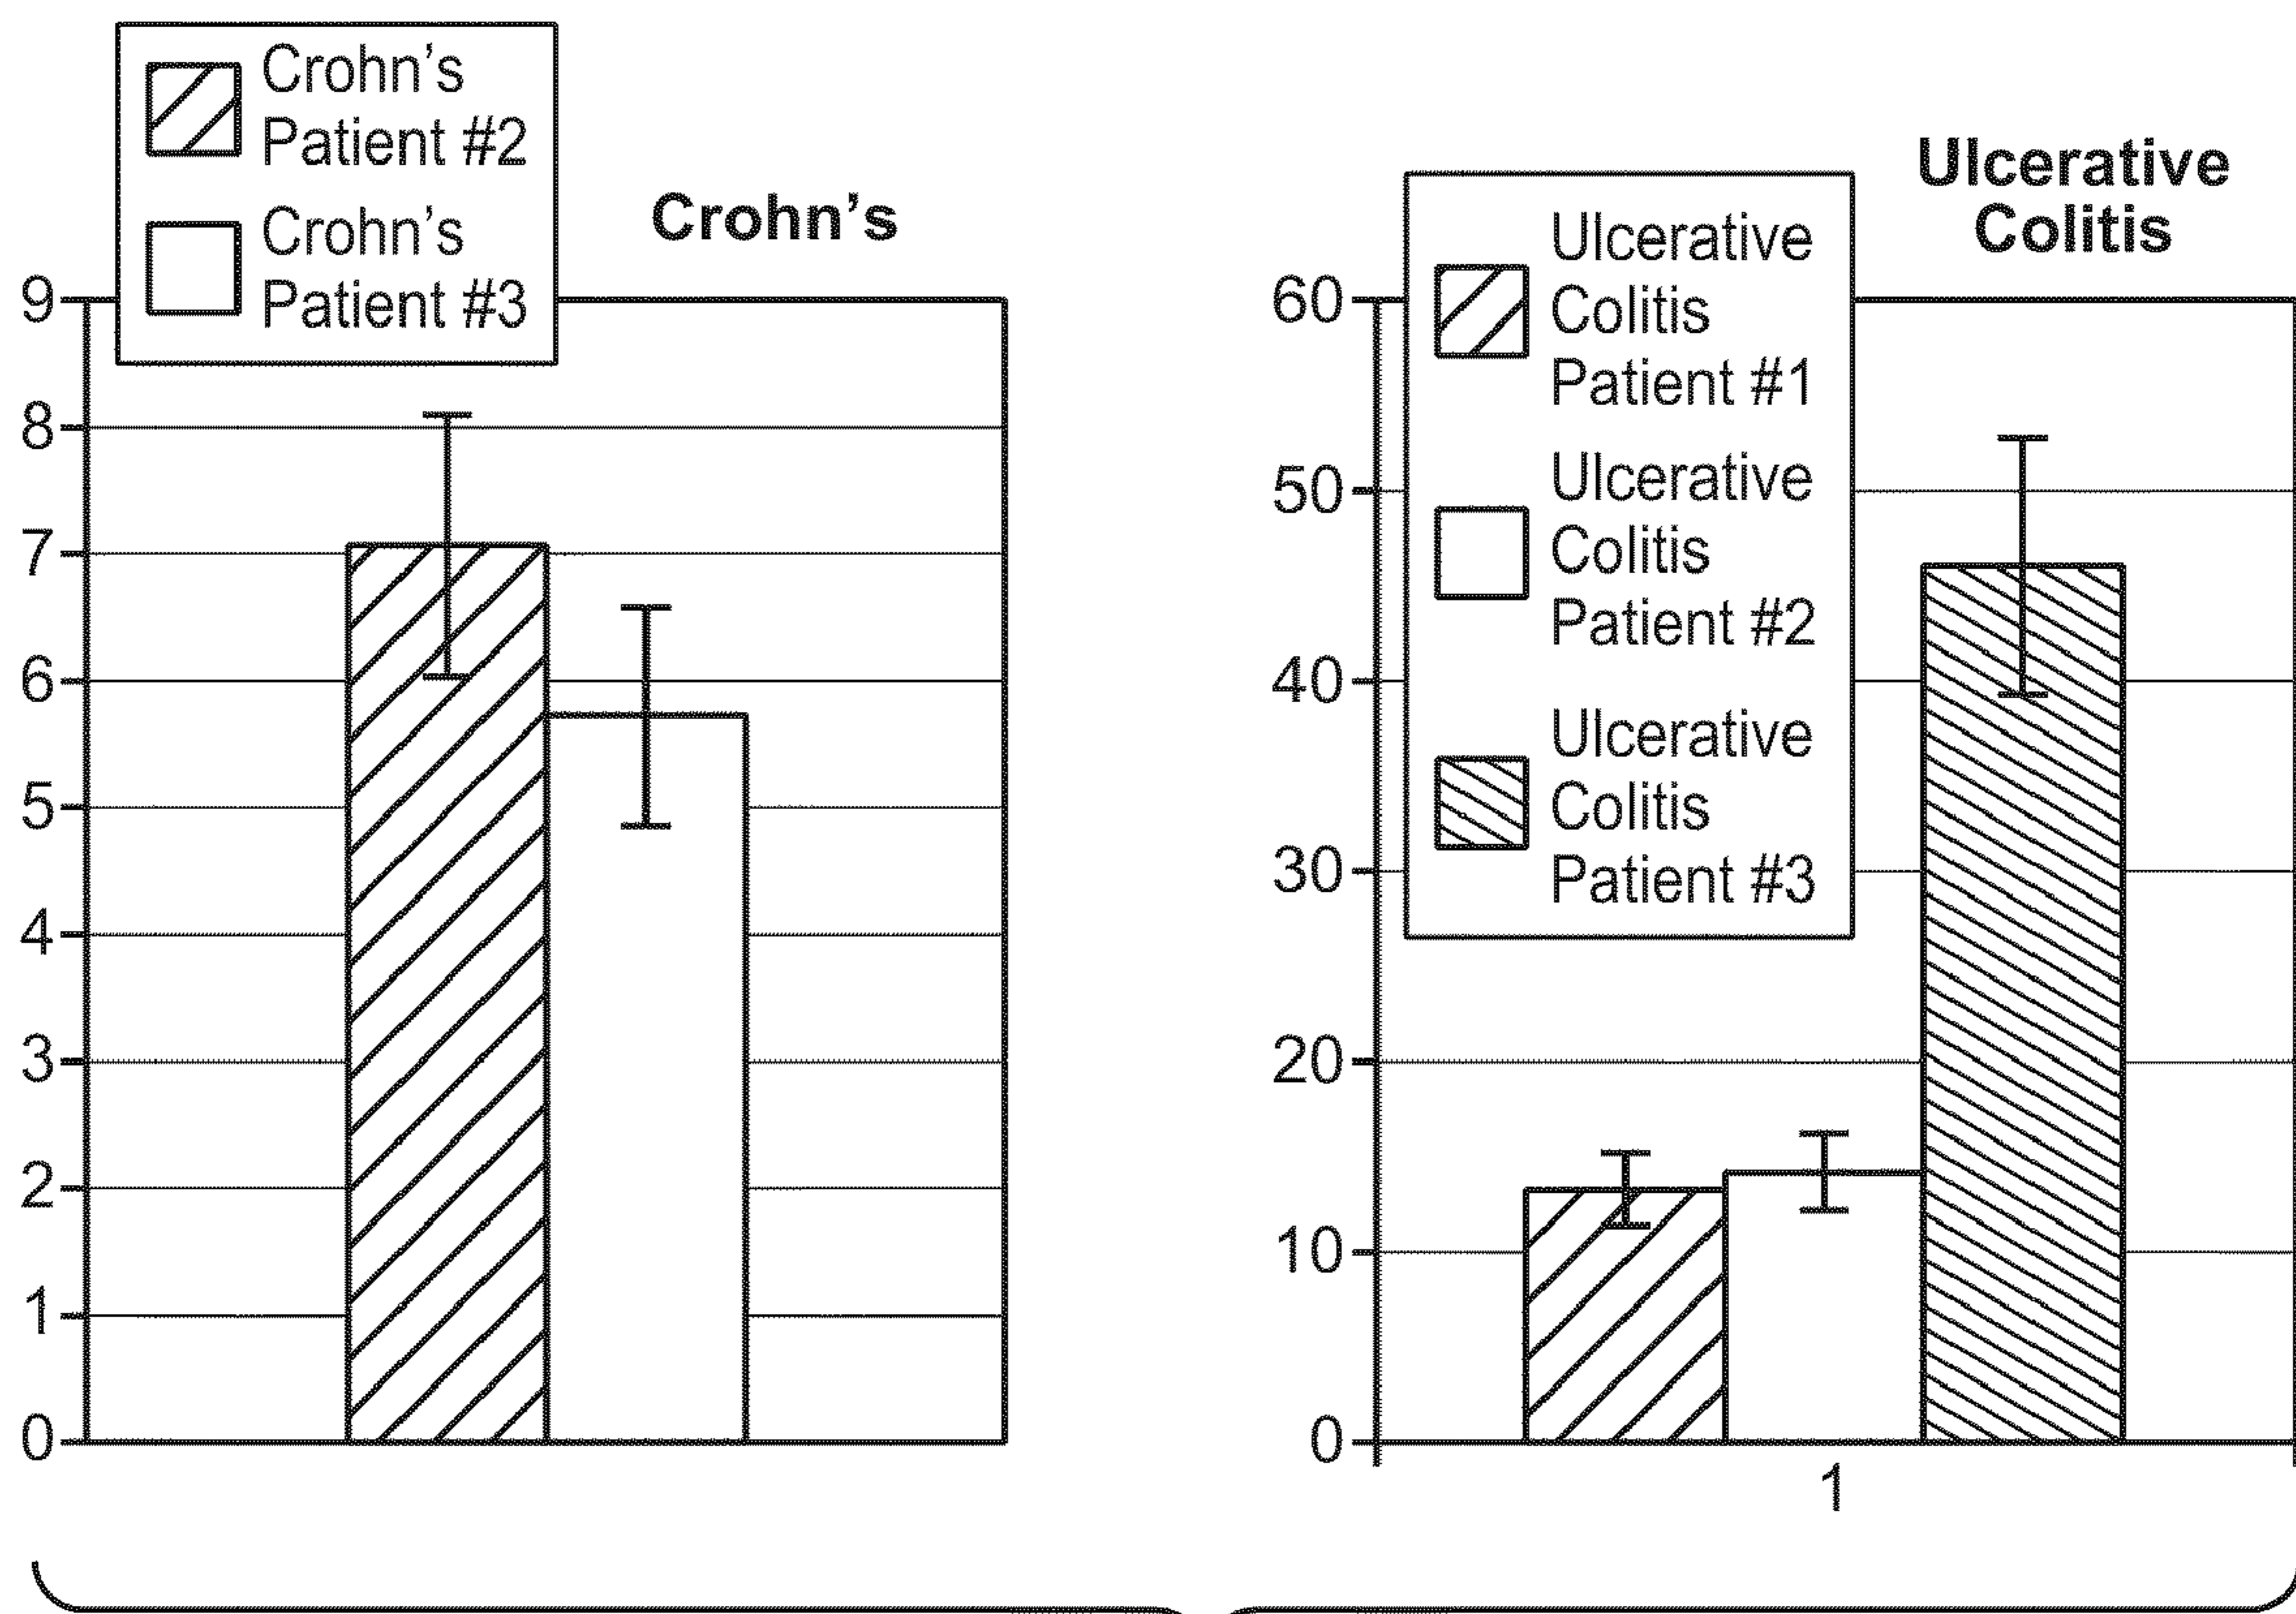 Crohn's
Patient #2
Crohn's
Patient #3
Crohn's
9
8
7
6
5
4
3
2
1
0
Ulcerative
Colitis
Ulcerative
Colitis
Patient #1
Ulcerative
Colitis
Patient #2
Ulcerative
Colitis
Patient #3
60
50
40
30
20
10
0
1